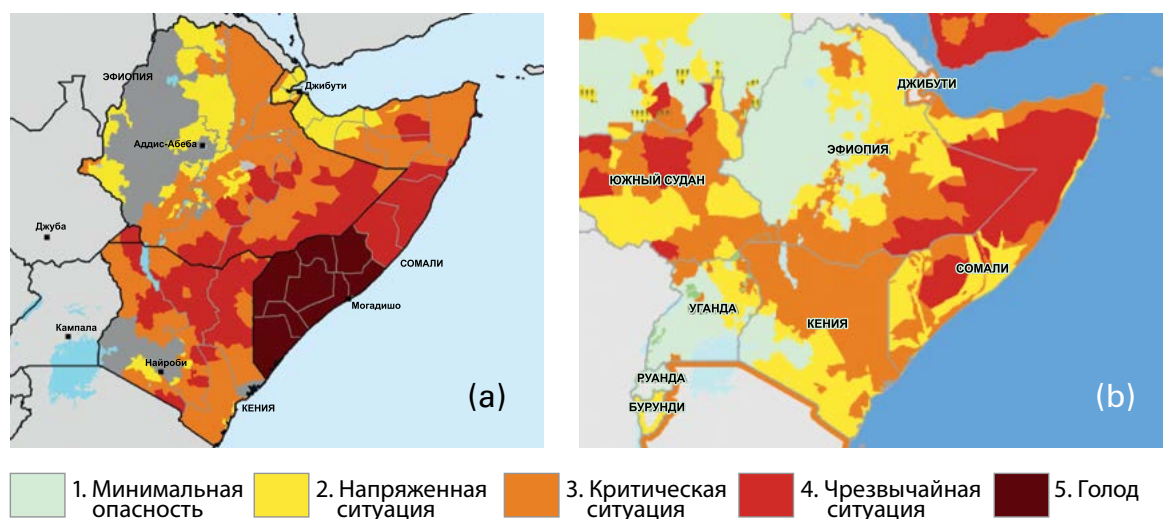 ЭФИОПИЯ
Джибути
Аддис-Абеба
Джуба
СОМАЛИ
Могадишо
Кампала
Найроби
КЕНИЯ
(a)
ДЖИБУТИ
ЭФИОПИЯ
ЮЖНЫЙ СУДАН
СОМАЛИ
УГАНДА
КЕНИЯ
РУАНДА
БУРУНДИ
(b)
1. Минимальная
опасность
2. Напряженная
ситуация
3. Критическая
ситуация
4. Чрезвычайная
ситуация
5. Голод